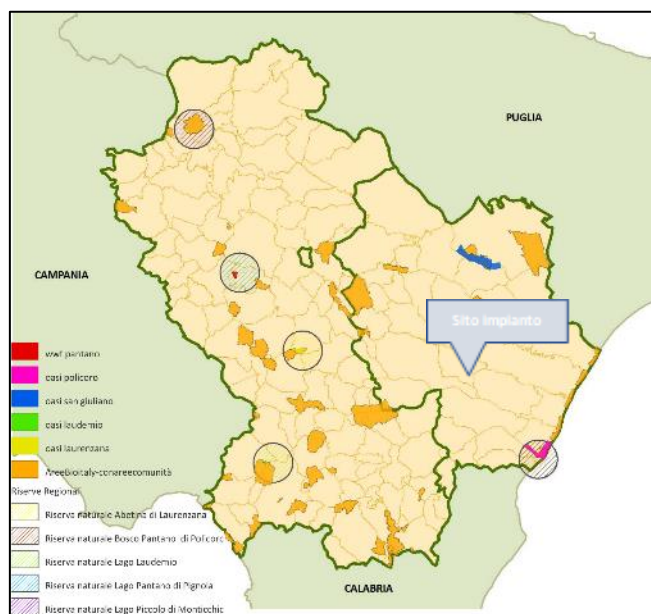 PUGLIA
CAMPANIA
Sito Impianto
wwf pantano
oasi policoro
oasi san giuliano
oasi laudemio
oasi laurenzana
AreeBioitaly-conareecomunità
Riserve Regional
Riserva naturale Abetina di Laurenzana
Riserva naturale Bosco Pantano di Policoro
Riserva naturale Lago Laudemio
Riserva naturale Lago Pantano di Pignola
Riserva naturale Lago Piccolo di Monticchio
CALABRIA